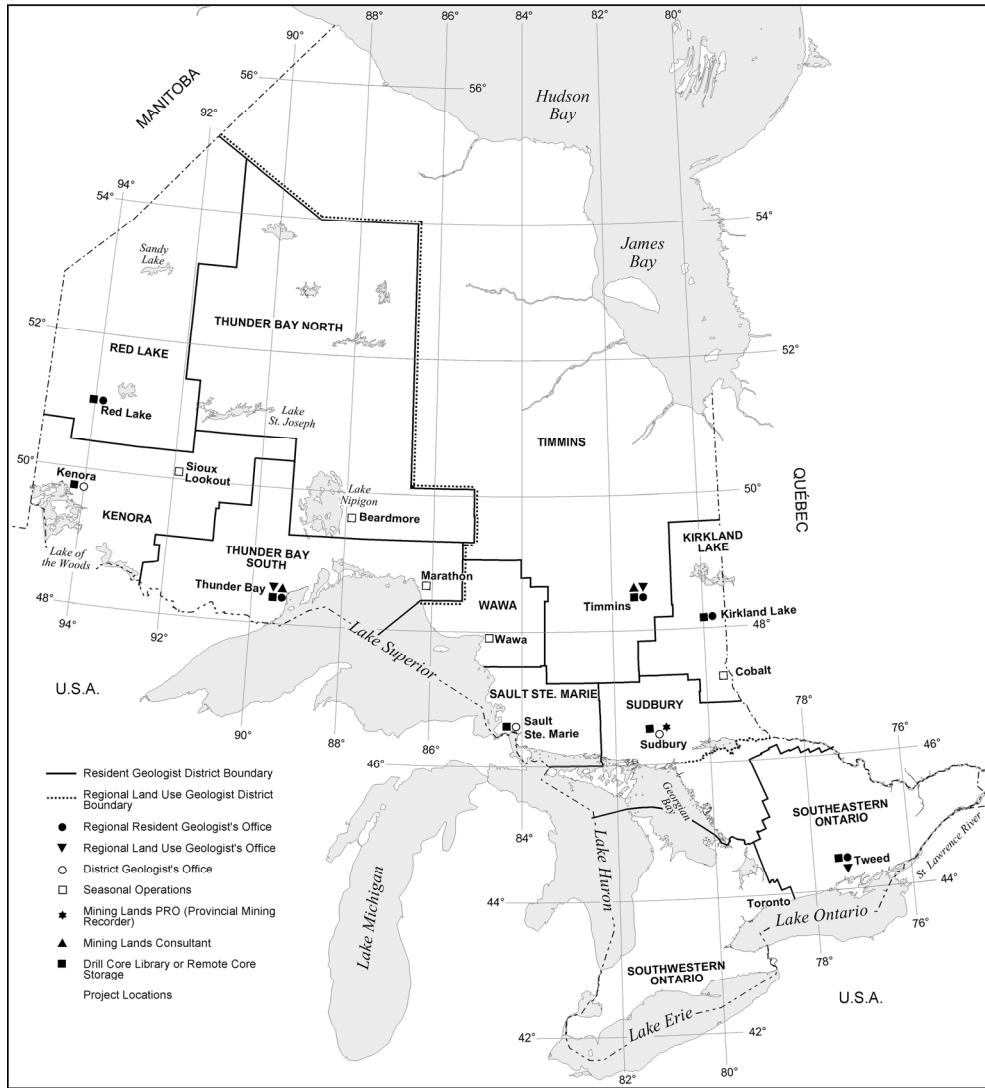 88°
86°
84°
82°
80°
90°
56°
56°
MANITOBA
92°
Hudson
Bay
94°
54°
54°
Sandy
Lake
James
Bay
THUNDER BAY NORTH
52°
52°
RED LAKE
Red Lake
Lake
St. Joseph
TIMMINS
QUÉBEC
50°
50°
Kenora
Sioux
Lookout
Lake
Nipigon
Beardmore
KENORA
KIRKLAND
LAKE
Lake of
the Woods
THUNDER BAY
SOUTH
Marathon
Thunder Bay
WAWA
Timmins
Kirkland Lake
48°
48°
94°
92°
Lake Superior
Wawa
Cobalt
U.S.A.
SAULT STE. MARIE
SUDBURY
78°
76°
Sault
Ste. Marie
Sudbury
90°
88°
86°
46°
46°
Resident Geologist District Boundary
Regional Land Use Geologist District
Boundary
Regional Resident Geologist's Office
Regional Land Use Geologist's Office
District Geologist's Office
Seasonal Operations
Mining Lands PRO (Provincial Mining
Recorder)
Mining Lands Consultant
Drill Core Library or Remote Core
Storage
Project Locations
Georgian
Bay
SOUTHEASTERN
ONTARIO
84°
Lake Huron
Tweed
St. Lawrence River
44°
44°
Toronto
Lake Ontario
76°
Lake Michigan
78°
SOUTHWESTERN
ONTARIO
U.S.A.
Lake Erie
42°
42°
82°
80°